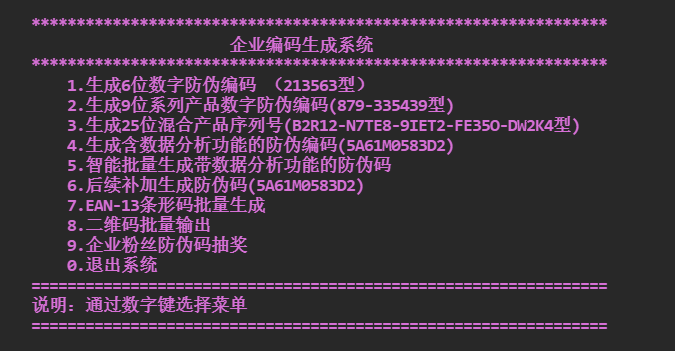 ****************************************************************
企业编码生成系统
****************************************************************
1.生成6位数字防伪编码 （213563型）
2.生成9位系列产品数字防伪编码(879-335439型)
3.生成25位混合产品序列号(B2R12-N7TE8-9IET2-FE35O-DW2K4型)
4.生成含数据分析功能的防伪编码(5A61M0583D2)
5.智能批量生成带数据分析功能的防伪码
6.后续补加生成防伪码(5A61M0583D2)
7.EAN-13条形码批量生成
8.二维码批量输出
9.企业粉丝防伪码抽奖
0.退出系统
================================================================
说明：通过数字键选择菜单
================================================================